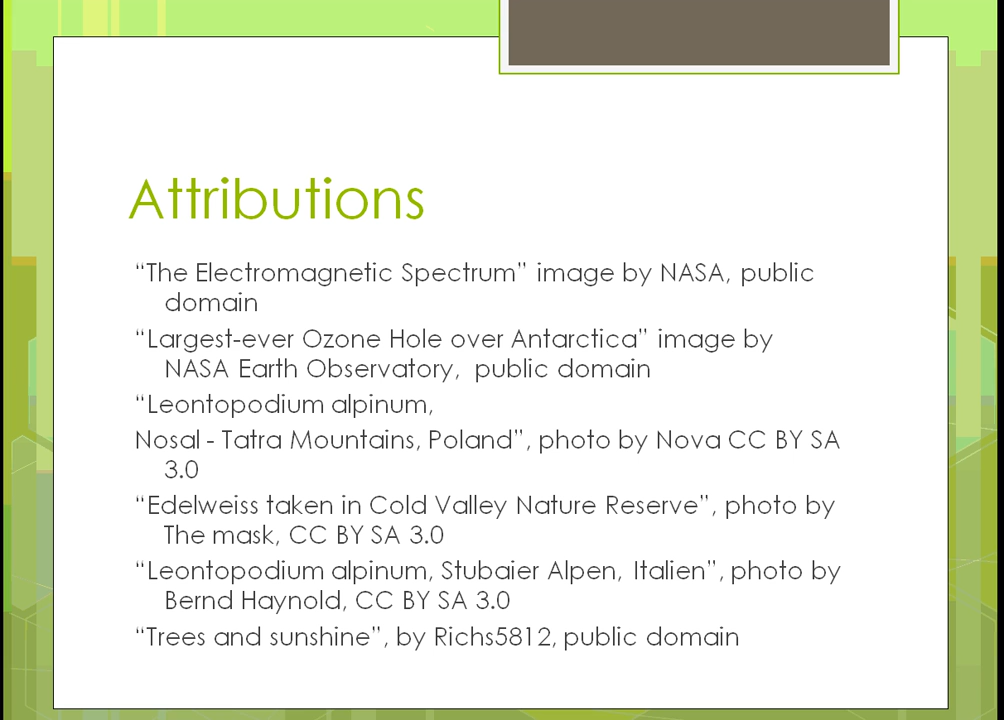 Attributions
“The Electromagnetic Spectrum” image by NASA, public
domain
“Largest-ever Ozone Hole over Antarctica” image by
NASA Earth Observatory, public domain
“Leontopodium alpinum,
Nosal - Tatra Mountains, Poland”, photo by Nova CC BY SA
3.0
“Edelweiss taken in Cold Valley Nature Reserve”, photo by
The mask, CC BY SA 3.0
“Leontopodium alpinum, Stubaier Alpen, Italien”, photo by
Bernd Haynold, CC BY SA 3.0
“Trees and sunshine”, by Richs5812, public domain